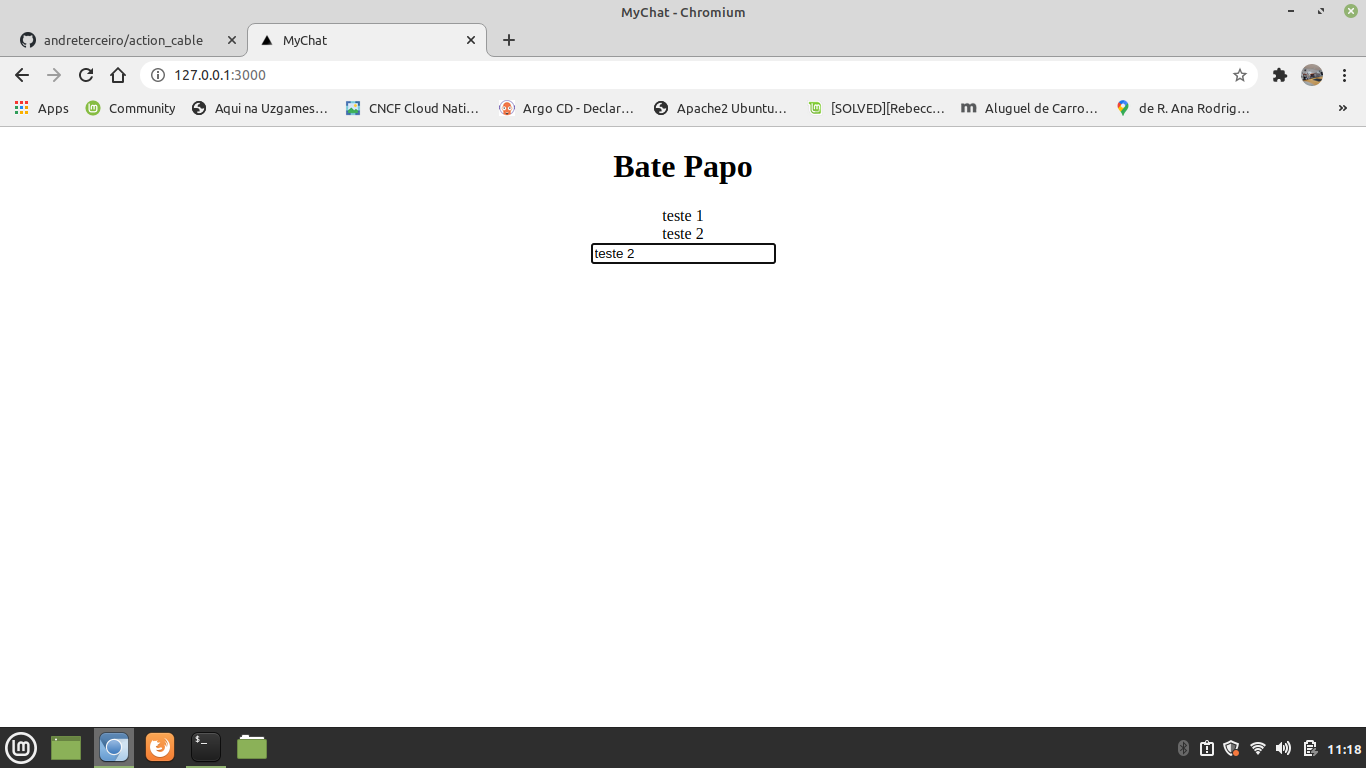 MyChat - Chromium
andreterceiro/action_cable
MyChat
127.0.0.1:3000
Apps
Community
Aqui na Uzgames…
CNCF Cloud Nati…
Argo CD - Declar…
Apache2 Ubuntu…
[SOLVED][Rebecc…
Aluguel de Carro…
de R. Ana Rodrig…
»
Bate Papo
teste 1
teste 2
teste 2
$_
11:18